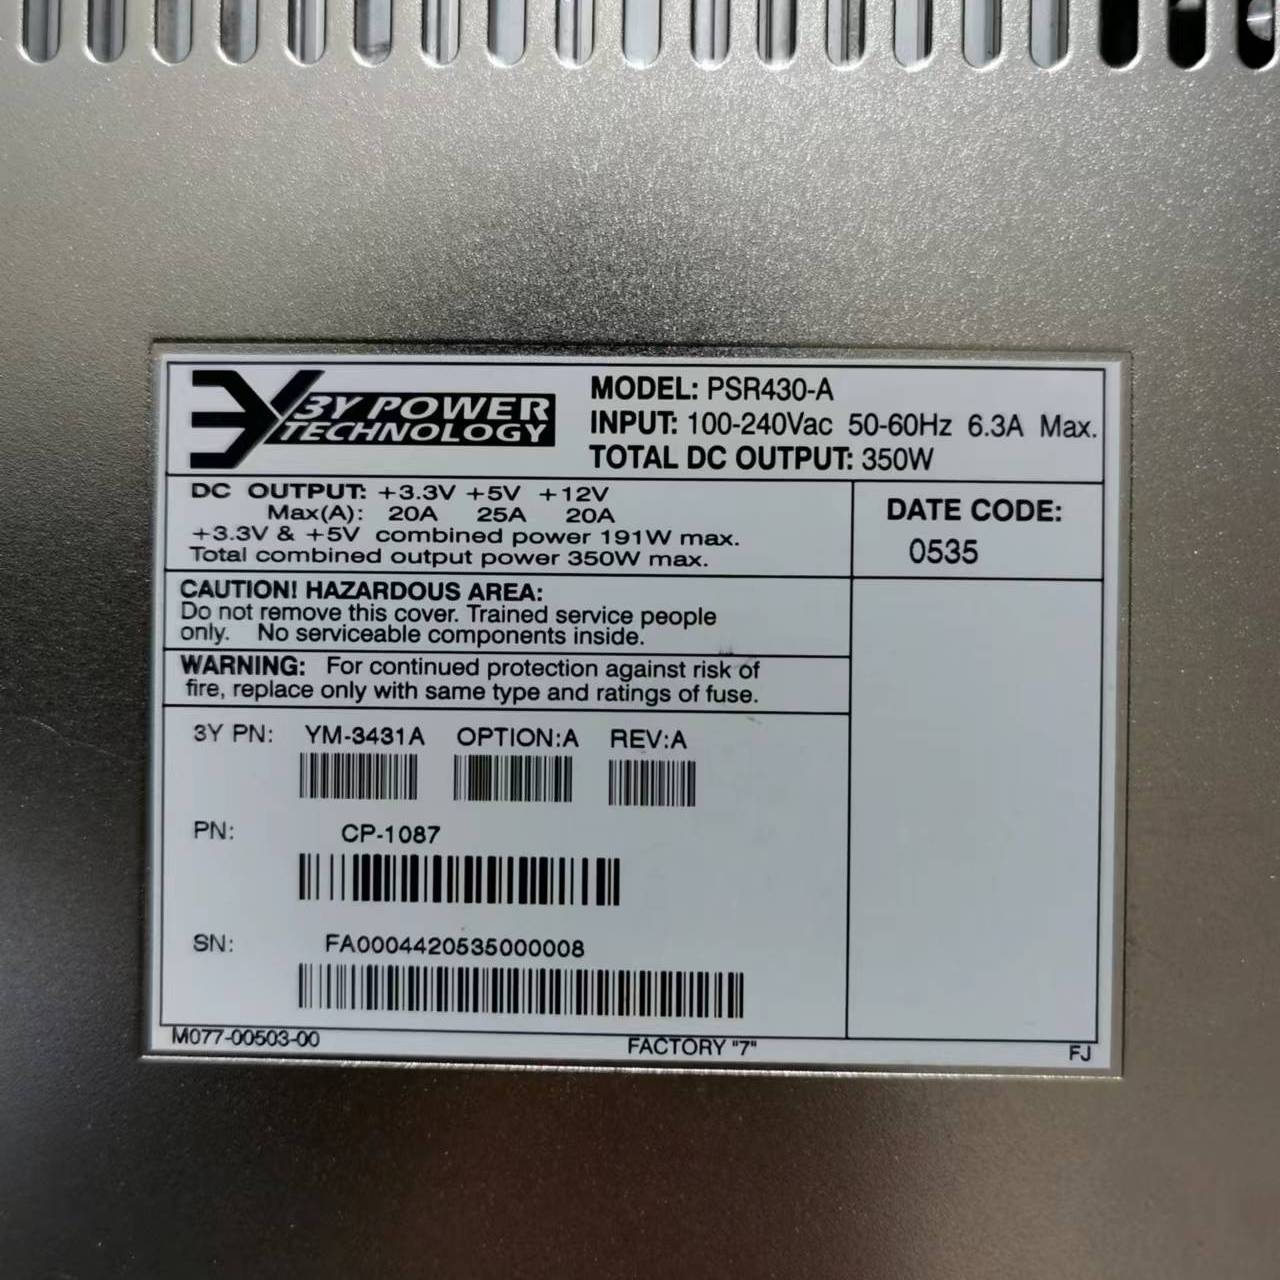 3Y POWER
TECHNOLOGY
MODEL: PSR430-A
INPUT: 100-240Vac 50-60Hz 6.3A Max.
TOTAL DC OUTPUT: 350W
DC OUTPUT: +3.3V +5V +12V
Max(A): 20A 25A 20A
+3.3V & +5V combined power 191W max.
Total combined output power 350W max.
DATE CODE:
0535
CAUTION! HAZARDOUS AREA:
Do not remove this cover. Trained service people
only. No serviceable components inside.
WARNING: For continued protection against risk of
fire, replace only with same type and ratings of fuse.
3Y PN: YM-3431A OPTION:A REV:A
PN: CP-1087
SN: FA0004420535000008
M077-00503-00 FACTORY "7" FJ